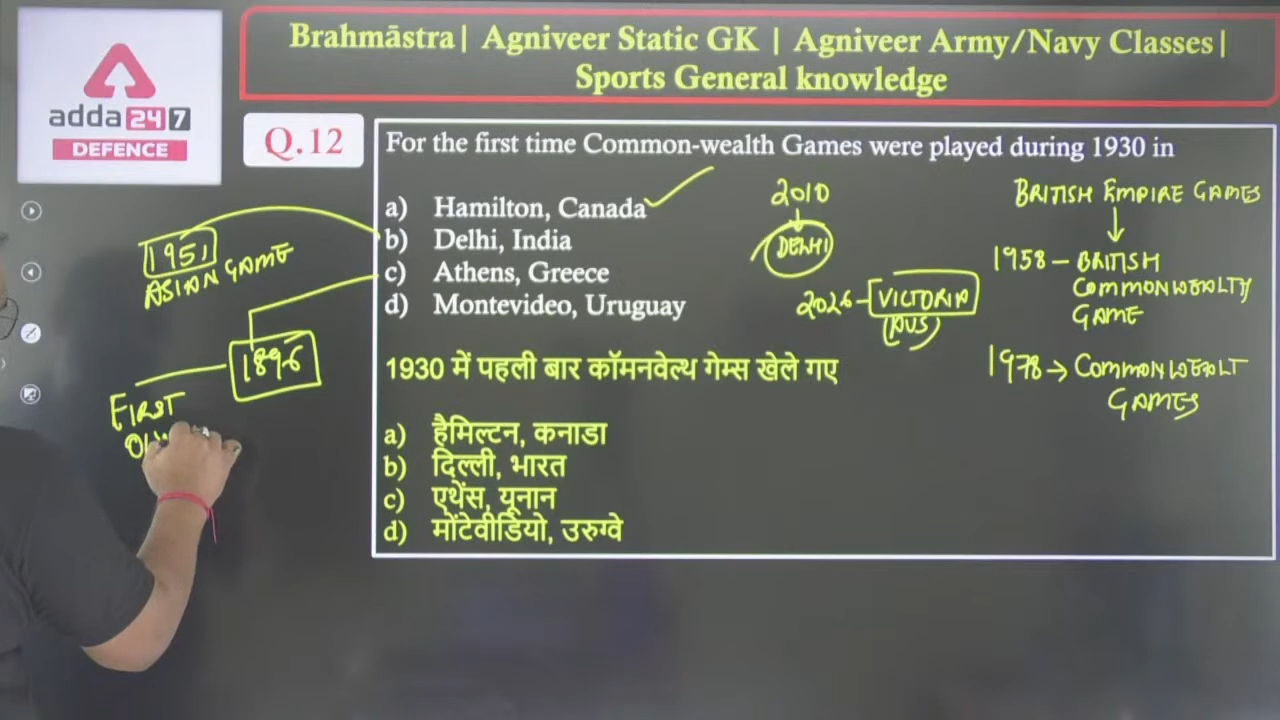 Brahmāstra| Agniveer Static GK | Agniveer Army/Navy Classes|
Sports General knowledge
adda 247
DEFENCE
Q.12
For the first time Common-wealth Games were played during 1930 in
a) Hamilton, Canada
b) Delhi, India
c) Athens, Greece
d) Montevideo, Uruguay
1930 में पहली बार कॉमनवेल्थ गेम्स खेले गए
a) हैमिल्टन, कनाडा
b) दिल्ली, भारत
c) एथेंस, यूनान
d) मोंटेवीडियो, उरुग्वे
1951
ASIAN GAME
1896
FIRST
2010
DELHI
2026 - VICTORIA
(AUS)
BRITISH EMPIRE GAMES
1958 - BRITISH
COMMONWEALTH
GAME
1978 → COMMONWEALT
GAMES